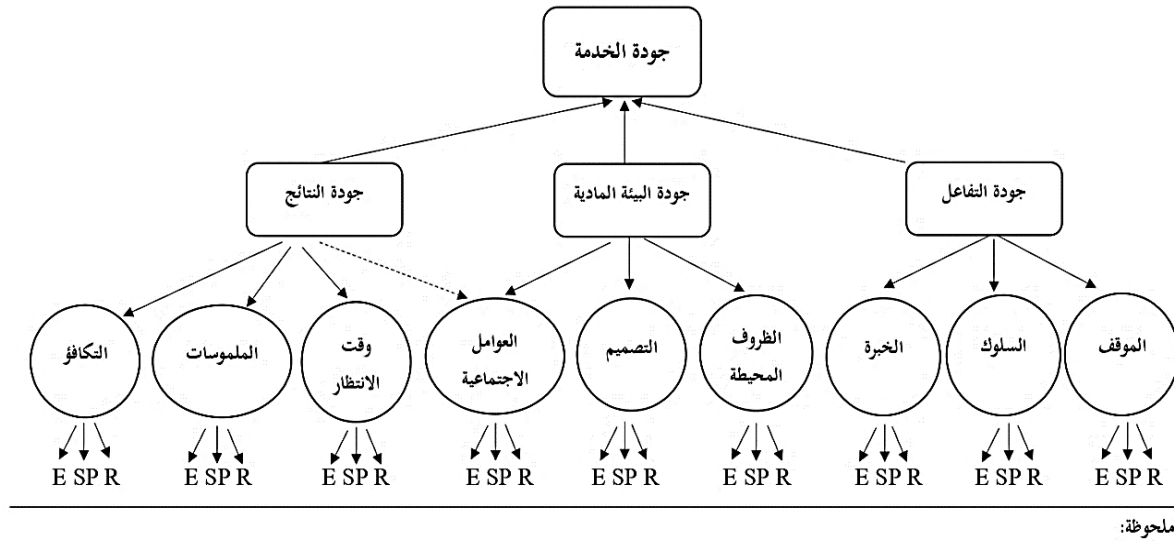 جودة الخدمة
جودة التفاعل
جودة البيئة المادية
جودة النتائج
الموقف
السلوك
الخبرة
الظروف
المحيطة
التصميم
العوامل
الاجتماعية
وقت
الانتظار
الملموسات
التكافؤ
E SP R
E SP R
E SP R
E SP R
E SP R
E SP R
E SP R
E SP R
E SP R
ملحوظة: